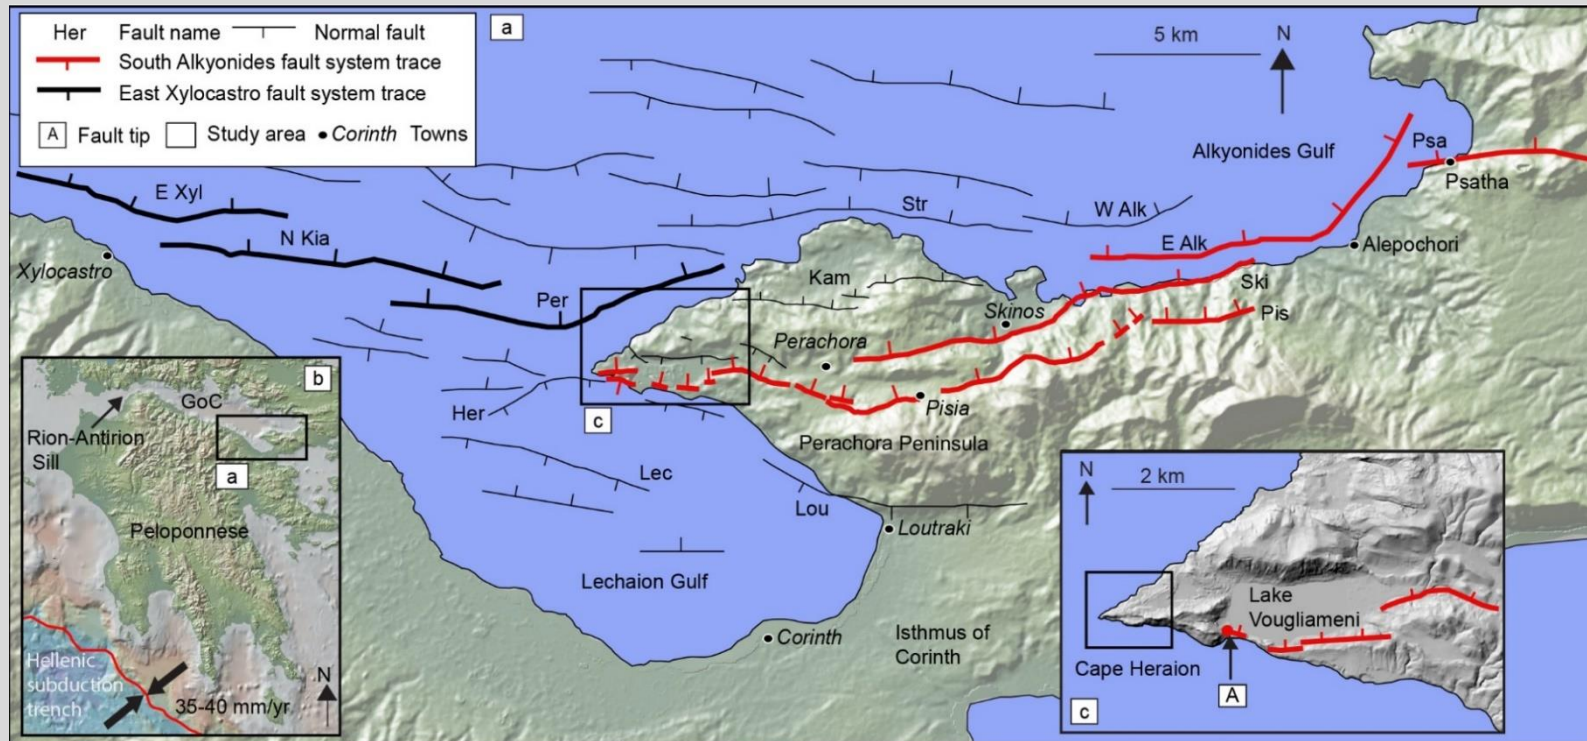 a
Her Fault name Normal fault
South Alkyonides fault system trace
East Xylocastro fault system trace
A Fault tip Study area Corinth Towns
5 km
N
Alkyonides Gulf
Psa
Psatha
E Xyl
Str
W Alk
N Kia
E Alk
Alepochori
Xylocastro
Kam
Ski
Per
Skinos
Pis
Perachora
Her
c
Pisia
Perachora Peninsula
Lec
Lou
Loutraki
Lechaion Gulf
Corinth
Isthmus of
Corinth
b
GoC
Rion-Antirion
Sill
a
Peloponnese
Hellenic
subduction
trench
N
35-40 mm/yr
N
2 km
Lake
Vougliameni
Cape Heraion
A
c